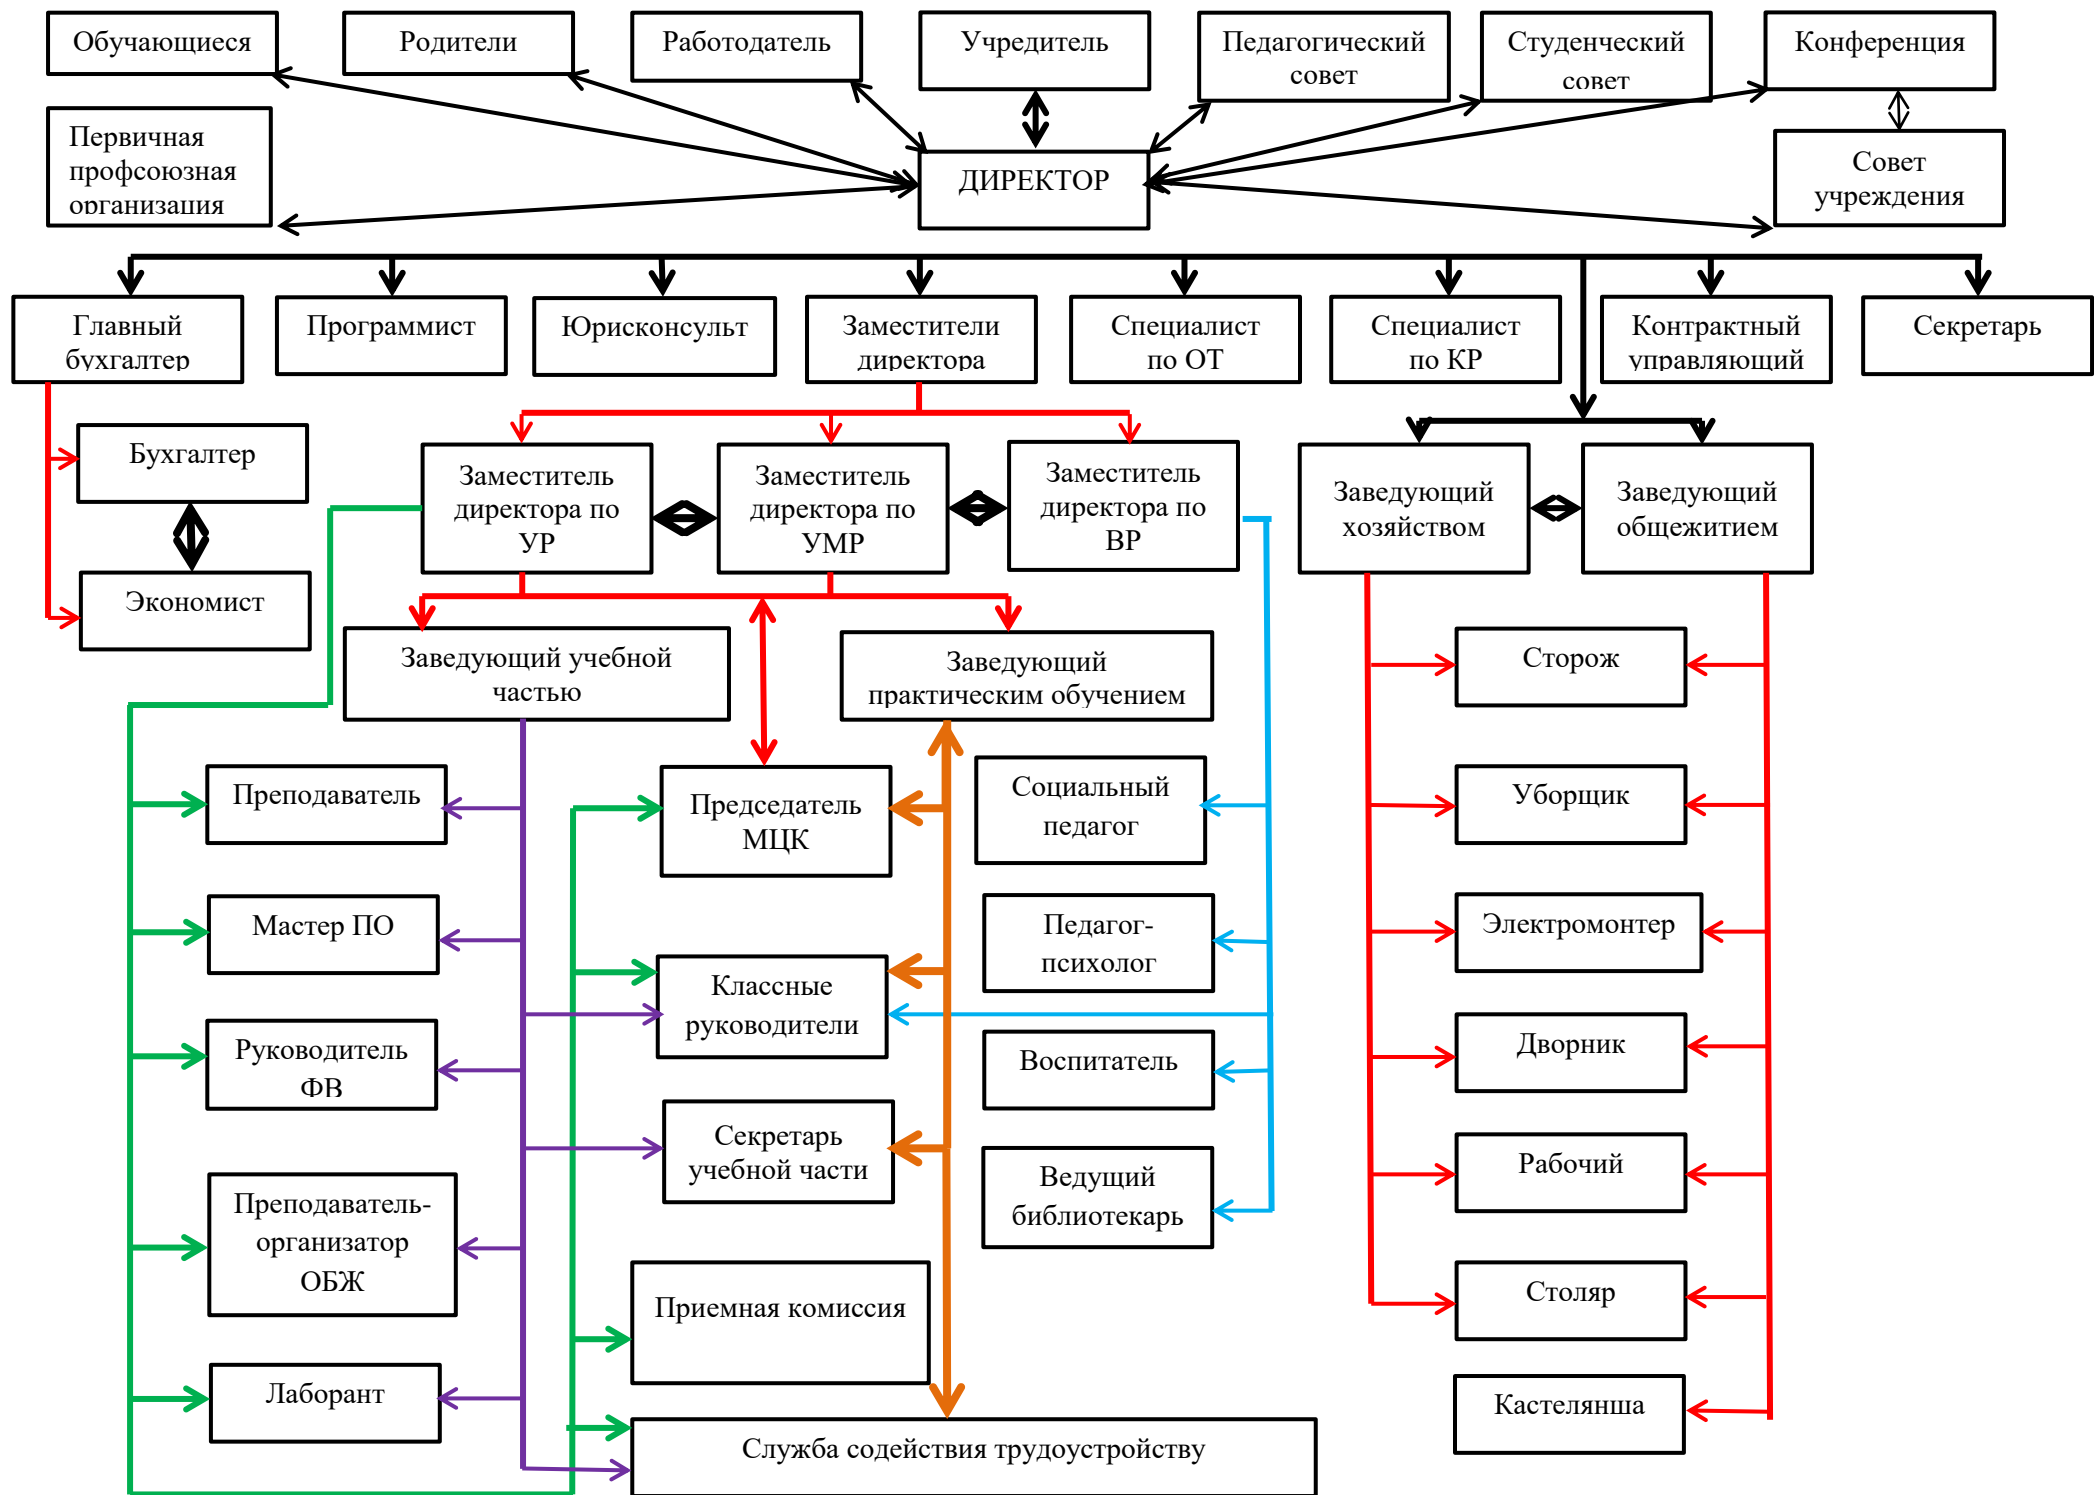 Обучающиеся
Родители
Работодатель
Учредитель
Педагогический
совет
Студенческий
совет
Конференция
Первичная
профсоюзная
организация
ДИРЕКТОР
Совет
учреждения
Главный
бухгалтер
Программист
Юрисконсульт
Заместители
директора
Специалист
по ОТ
Специалист
по КР
Контрактный
управляющий
Секретарь
Бухгалтер
Экономист
Заместитель
директора по
УР
Заместитель
директора по
УМР
Заместитель
директора по
ВР
Заведующий
хозяйством
Заведующий
общежитием
Заведующий учебной
частью
Заведующий
практическим обучением
Преподаватель
Мастер ПО
Руководитель
ФВ
Преподаватель-
организатор
ОБЖ
Лаборант
Председатель
МЦК
Классные
руководители
Секретарь
учебной части
Приемная комиссия
Служба содействия трудоустройству
Социальный
педагог
Педагог-
психолог
Воспитатель
Ведущий
библиотекарь
Сторож
Уборщик
Электромонтер
Дворник
Рабочий
Столяр
Кастелянша